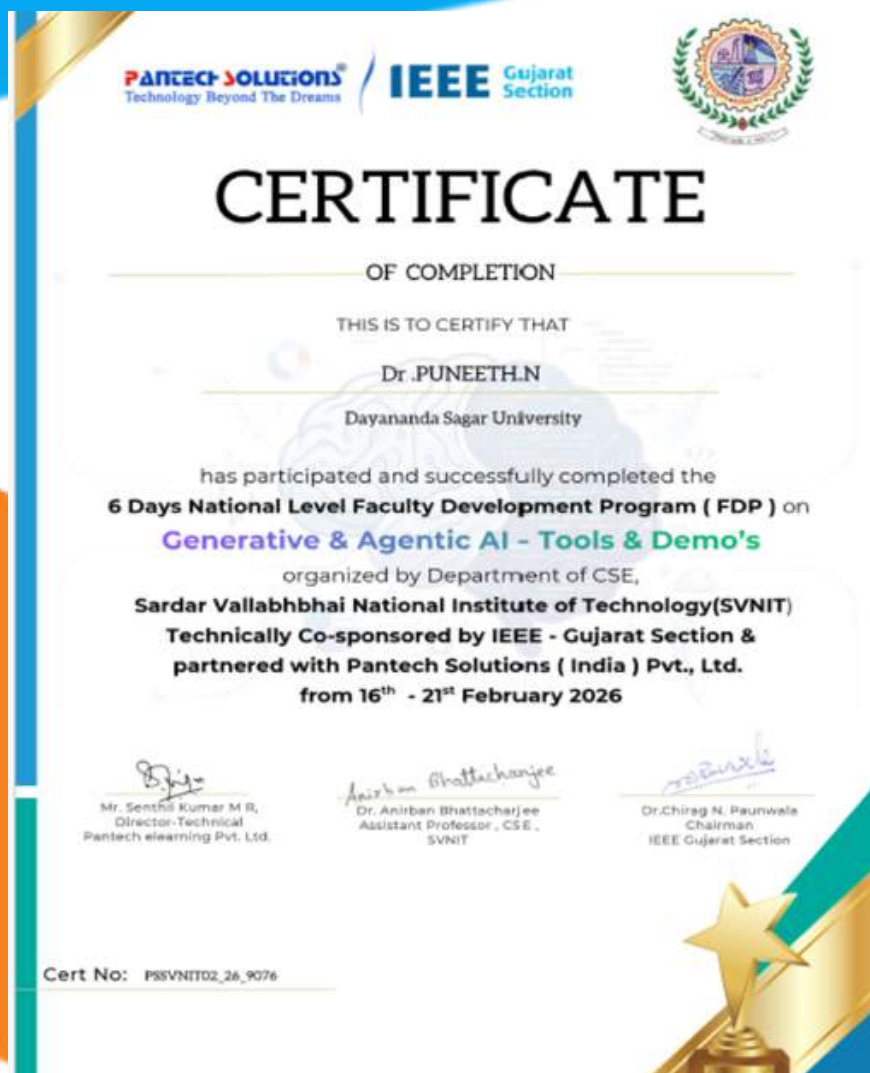 PANTECH SOLUTIONS®
Technology Beyond The Dreams
IEEE Gujarat Section
CERTIFICATE
OF COMPLETION
THIS IS TO CERTIFY THAT
Dr .PUNEETH.N
Dayananda Sagar University
has participated and successfully completed the
6 Days National Level Faculty Development Program ( FDP ) on
Generative & Agentic AI - Tools & Demo's
organized by Department of CSE,
Sardar Vallabhbhai National Institute of Technology(SVNIT)
Technically Co-sponsored by IEEE - Gujarat Section &
partnered with Pantech Solutions ( India ) Pvt., Ltd.
from 16th - 21st February 2026
Anirban Bhattacharjee
Mr. Senthil Kumar M R,
Director-Technical
Pantech elearning Pvt. Ltd.
Dr. Anirban Bhattacharjee
Assistant Professor , CSE ,
SVNIT
Dr.Chirag N. Paunwala
Chairman
IEEE Gujarat Section
Cert No: PSSVNIT02_26_9076